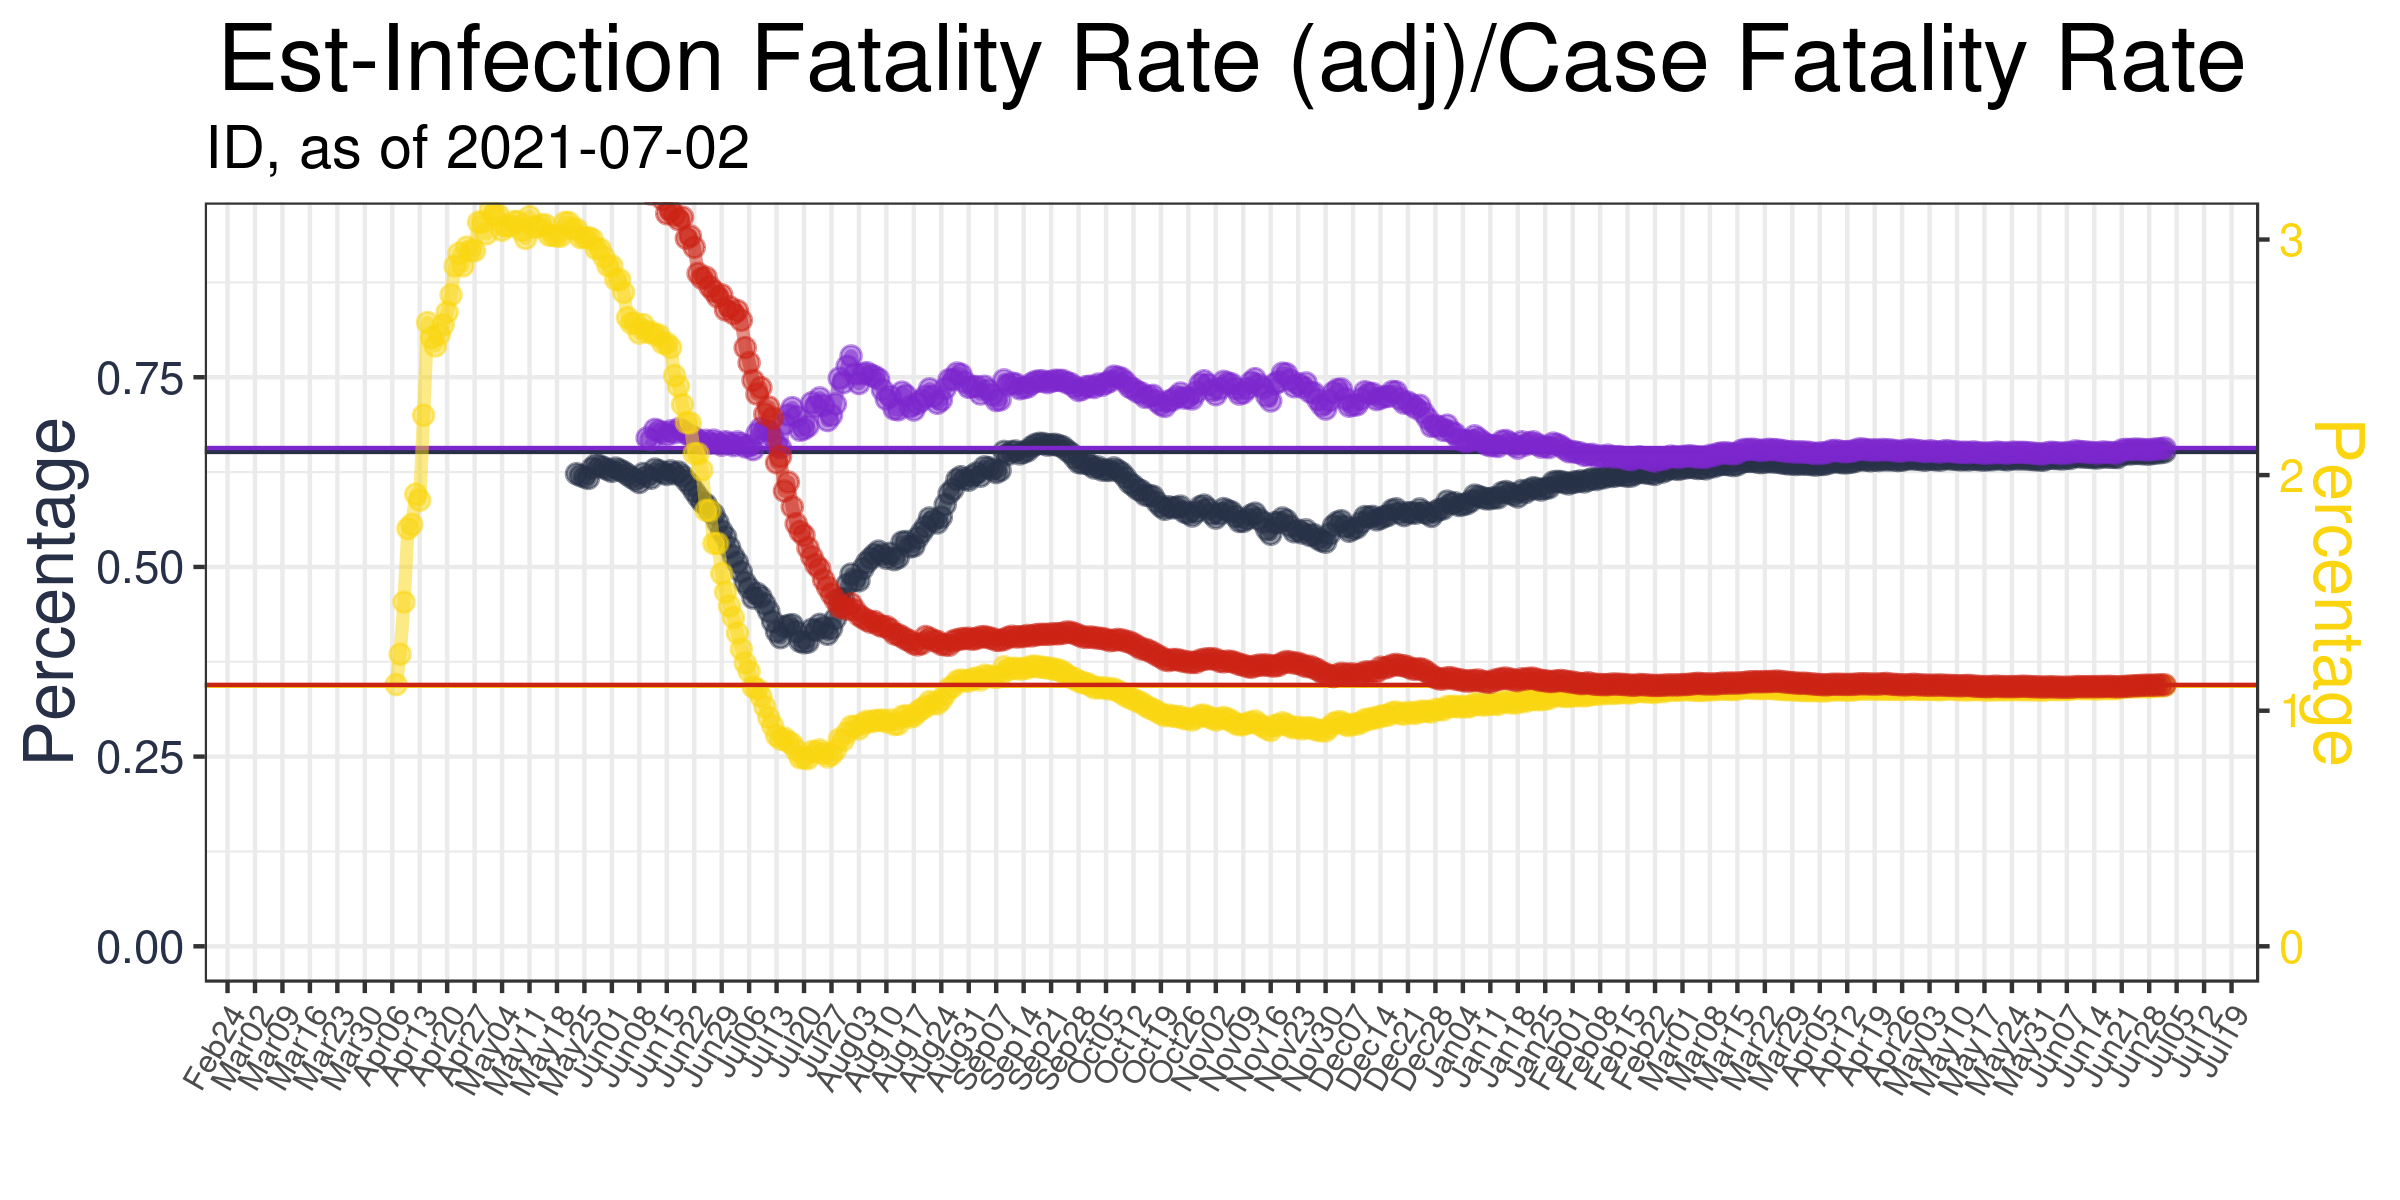 Est-Infection Fatality Rate (adj)/Case Fatality Rate
ID, as of 2021-07-02
Percentage
0.75
0.50
0.25
0.00
3
2
1
0
Percentage
Feb24
Mar02
Mar09
Mar16
Mar23
Mar30
Apr06
Apr13
Apr20
Apr27
May04
May11
May18
May25
Jun01
Jun08
Jun15
Jun22
Jun29
Jul06
Jul13
Jul20
Jul27
Aug03
Aug10
Aug17
Aug24
Aug31
Sep07
Sep14
Sep21
Sep28
Oct05
Oct12
Oct19
Oct26
Nov02
Nov09
Nov16
Nov23
Nov30
Dec07
Dec14
Dec21
Dec28
Jan04
Jan11
Jan18
Jan25
Feb01
Feb08
Feb15
Feb22
Mar01
Mar08
Mar15
Mar22
Mar29
Apr05
Apr12
Apr19
Apr26
May03
May10
May17
May24
May31
Jun07
Jun14
Jun21
Jun28
Jul05
Jul12
Jul19